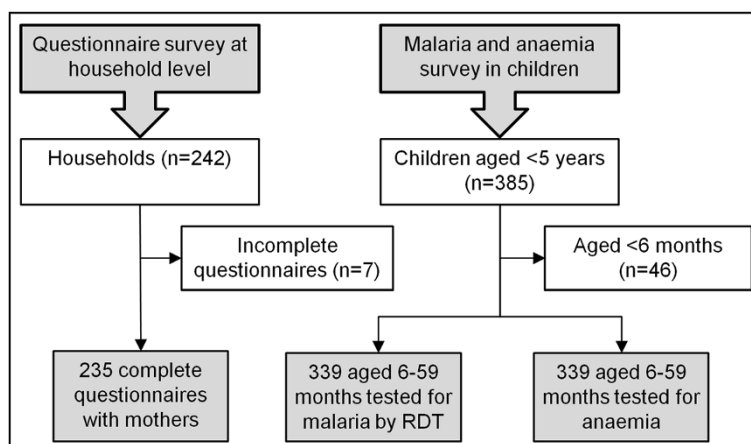 Questionnaire survey at
household level
Malaria and anaemia
survey in children
Households (n=242)
Children aged <5 years
(n=385)
Incomplete
questionnaires (n=7)
Aged <6 months
(n=46)
235 complete
questionnaires
with mothers
339 aged 6-59
months tested for
malaria by RDT
339 aged 6-59
months tested for
anaemia